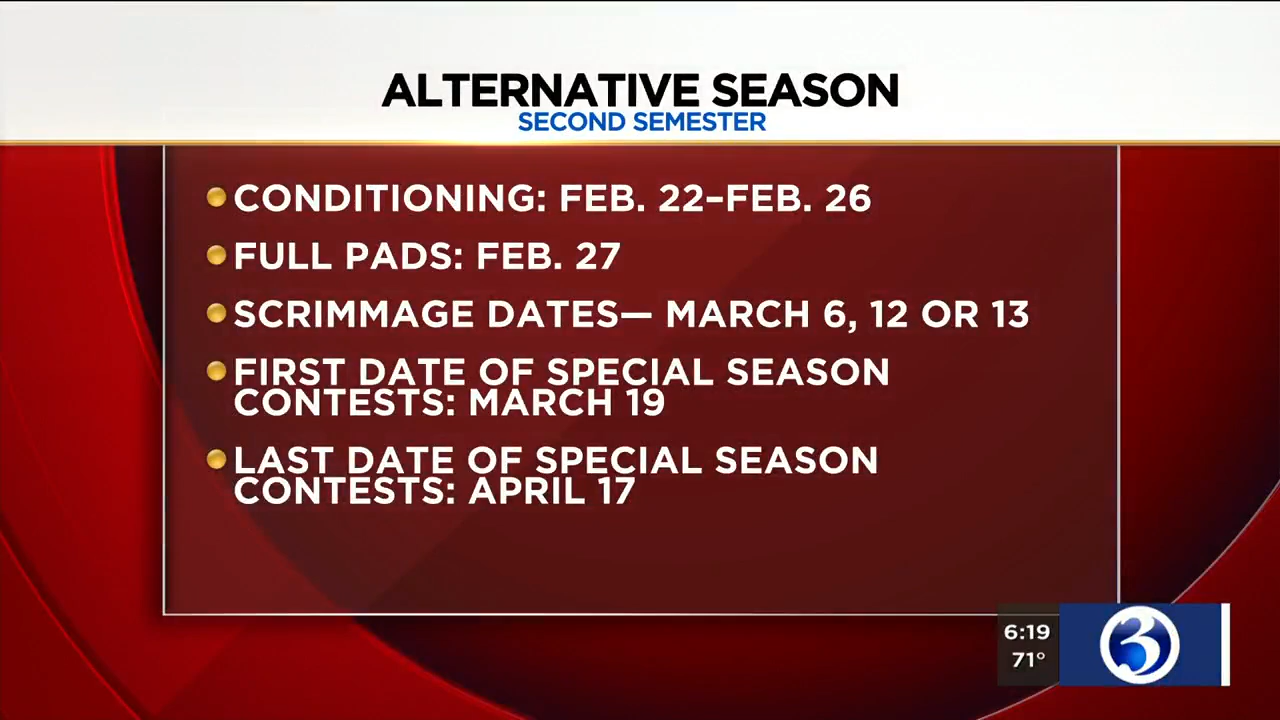 ALTERNATIVE SEASON
SECOND SEMESTER
CONDITIONING: FEB. 22–FEB. 26
FULL PADS: FEB. 27
SCRIMMAGE DATES— MARCH 6, 12 OR 13
FIRST DATE OF SPECIAL SEASON
CONTESTS: MARCH 19
LAST DATE OF SPECIAL SEASON
CONTESTS: APRIL 17
6:19
71°
3